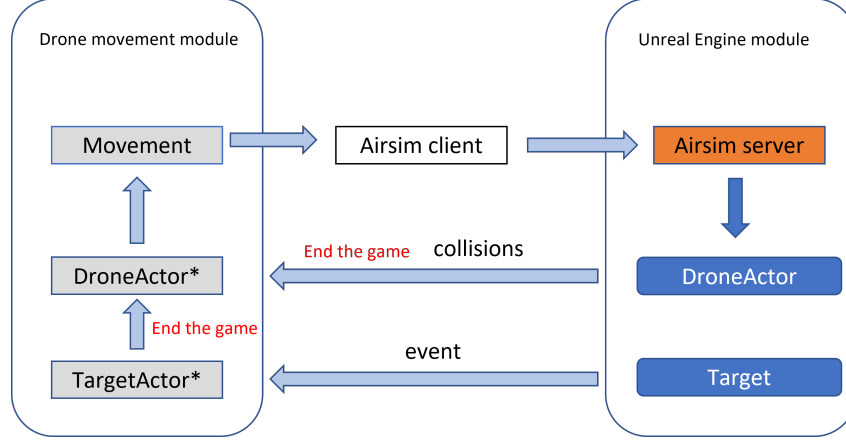 Drone movement module
Unreal Engine module
Movement
Airsim client
Airsim server
End the game
collisions
DroneActor*
DroneActor
End the game
event
TargetActor*
Target